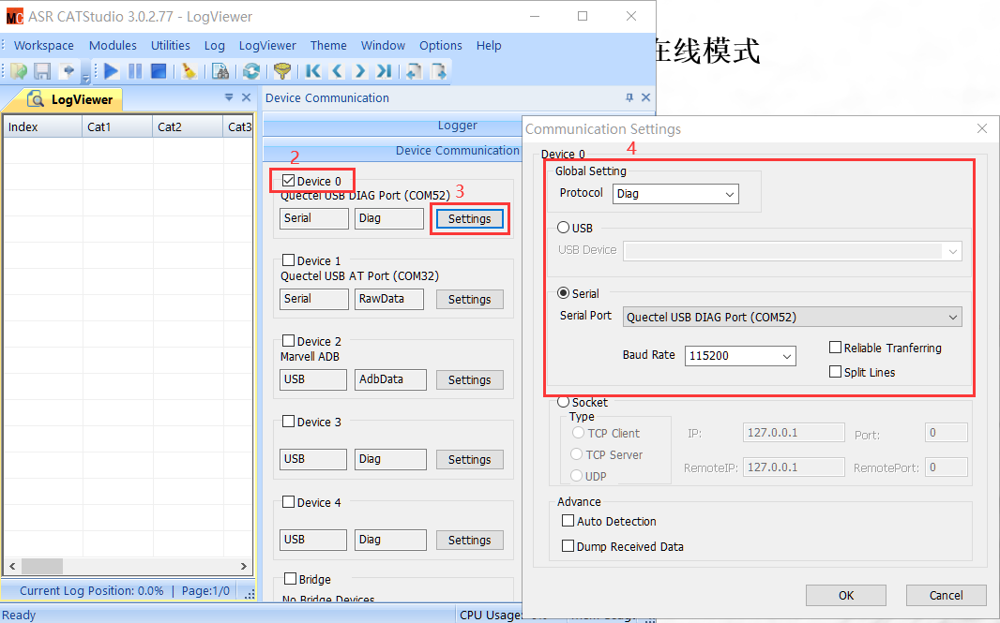 ASR CATStudio 3.0.2.77 - LogViewer
Workspace Modules Utilities Log LogViewer Theme Window Options Help
在线模式
LogViewer
Device Communication
Index Cat1 Cat2 Cat3
Logger
Device Communication
2
Device 0
Quectel USB DIAG Port (COM52)
3
Serial Diag Settings
Device 1
Quectel USB AT Port (COM32)
Serial RawData Settings
Device 2
Marvell ADB
USB AdbData Settings
Device 3
USB Diag Settings
Device 4
USB Diag Settings
Bridge
No Bridge Devices
Current Log Position: 0.0% | Page:1/0
Ready
CPU Usage:
Communication Settings
Device 0
4
Global Setting
Protocol Diag
USB
USB Device
Serial
Serial Port Quectel USB DIAG Port (COM52)
Baud Rate 115200
Reliable Tranferring
Split Lines
Socket
Type
TCP Client
TCP Server
UDP
IP: 127.0.0.1 Port: 0
RemoteIP: 127.0.0.1 RemotePort: 0
Advance
Auto Detection
Dump Received Data
OK Cancel